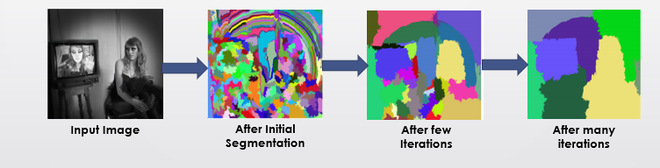 Input Image
After Initial
Segmentation
After few
Iterations
After many
iterations